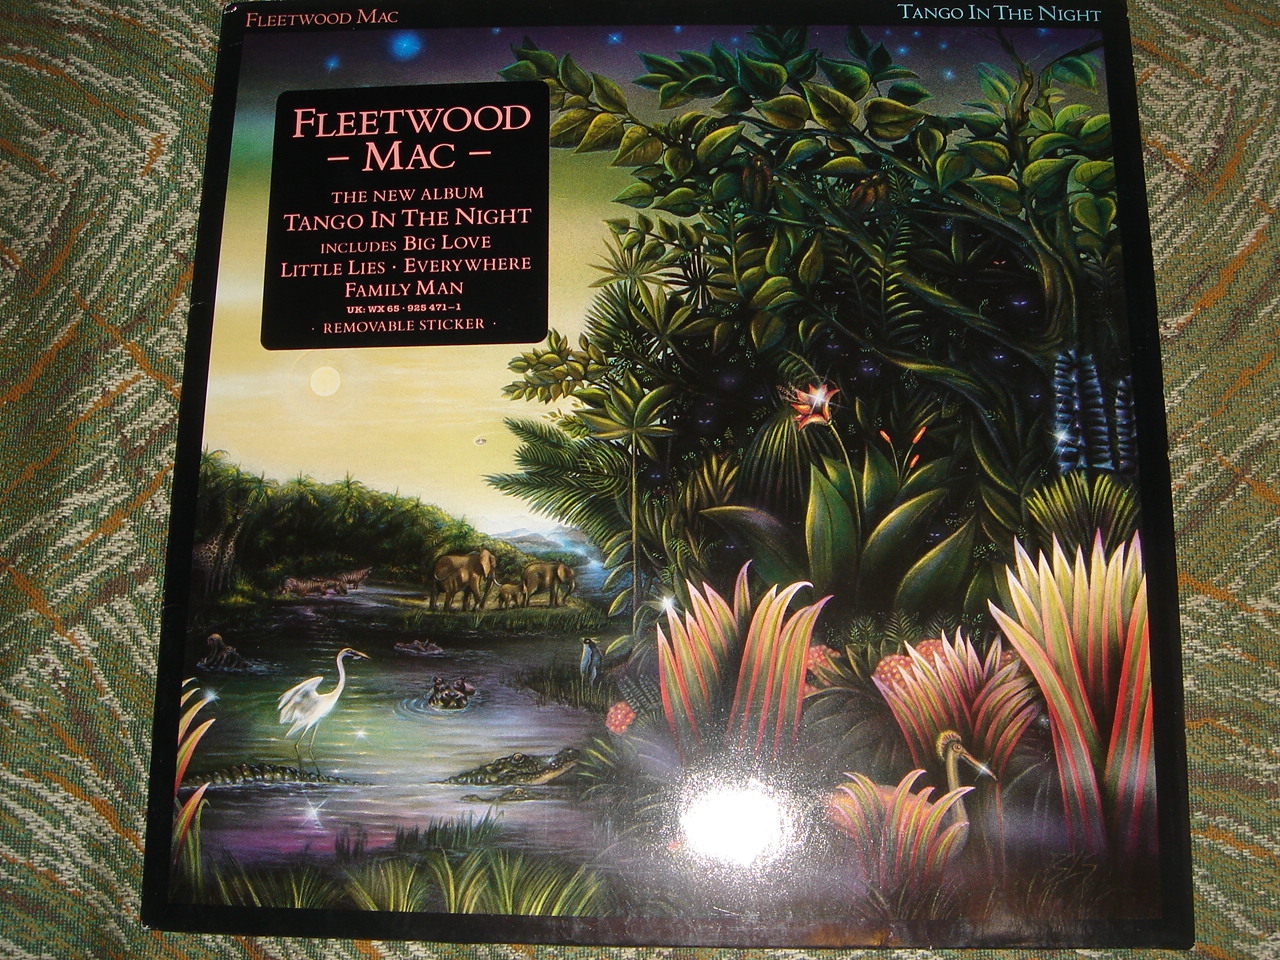 Fleetwood Mac
Tango In The Night
Fleetwood
– Mac –
THE NEW ALBUM
Tango In The Night
INCLUDES Big Love
Little Lies · Everywhere
Family Man
UK: WX 65 · 925 471–1
· REMOVABLE STICKER ·